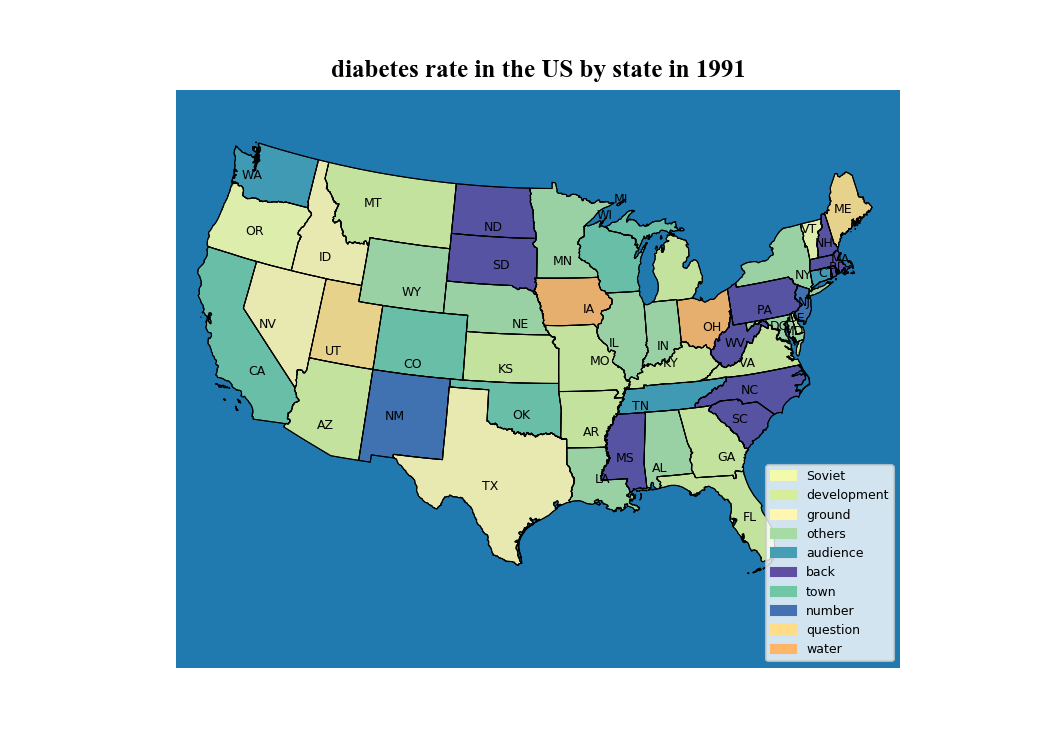 diabetes rate in the US by state in 1991
WA
MT
ND
MI
WI
ME
VT
NH
MA
OR
ID
WY
SD
MN
NY
CT
NV
NE
IA
IL
IN
OH
PA
NJ
DE
DC
MD
WV
VA
UT
CO
KS
MO
KY
CA
AZ
NM
OK
AR
TN
NC
SC
TX
LA
MS
AL
GA
FL
Soviet
development
ground
others
audience
back
town
number
question
water